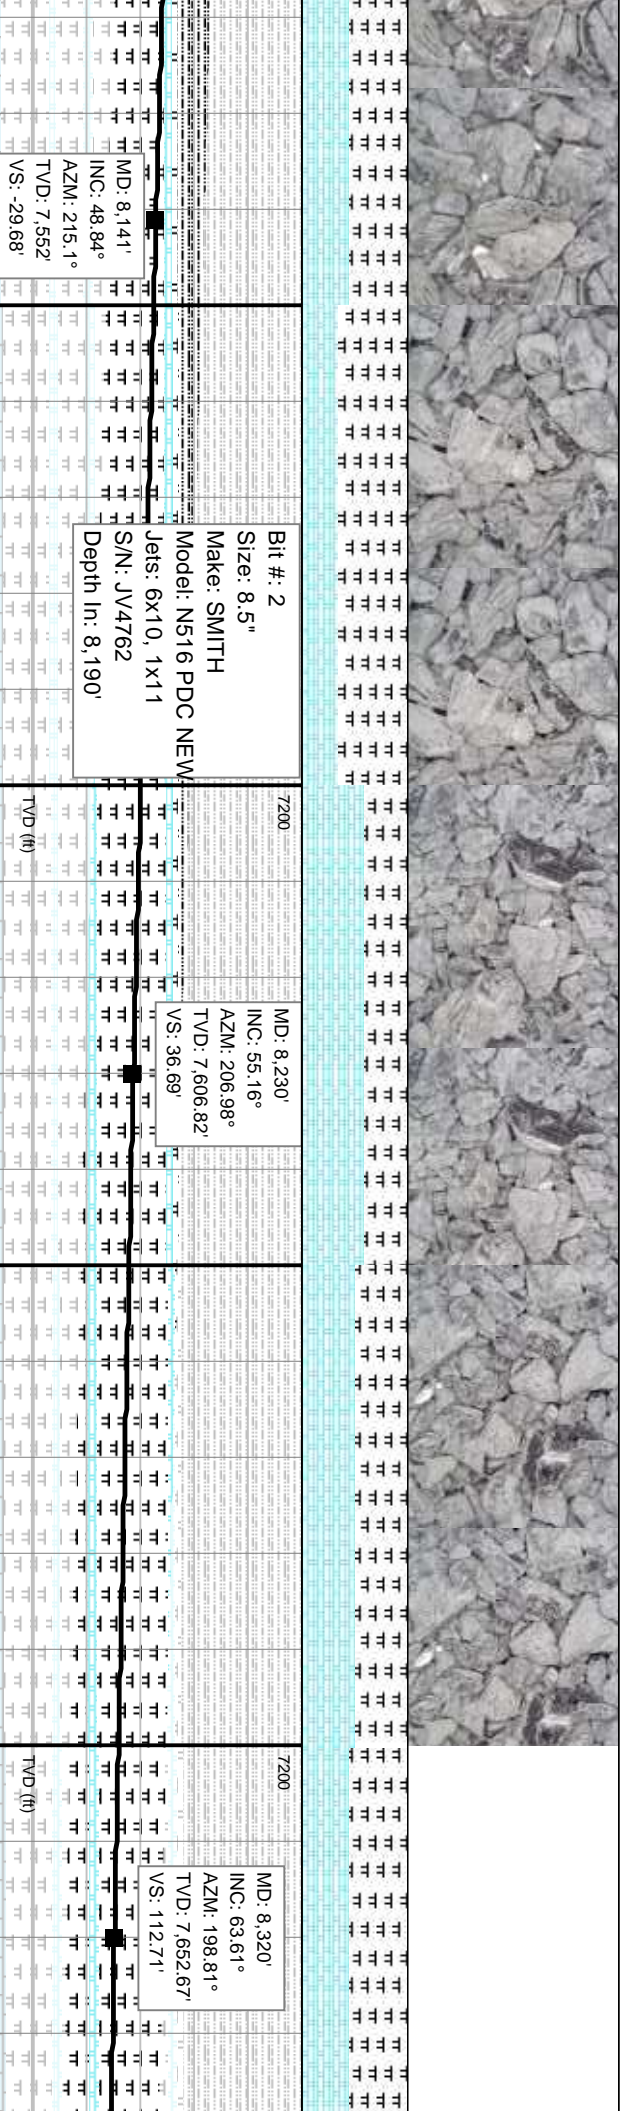 MD: 8,141'
INC: 48.84°
AZM: 215.1°
TVD: 7,552'
VS: -29.68'
Bit #: 2
Size: 8.5"
Make: SMITH
Model: N516 PDC NEW
Jets: 6x10, 1x11
S/N: JV4762
Depth In: 8,190'
7200
TVD (ft)
MD: 8,230'
INC: 55.16°
AZM: 206.98°
TVD: 7,606.82'
VS: 36.69'
7200
TVD (ft)
MD: 8,320'
INC: 63.61°
AZM: 198.81°
TVD: 7,652.67'
VS: 112.71'